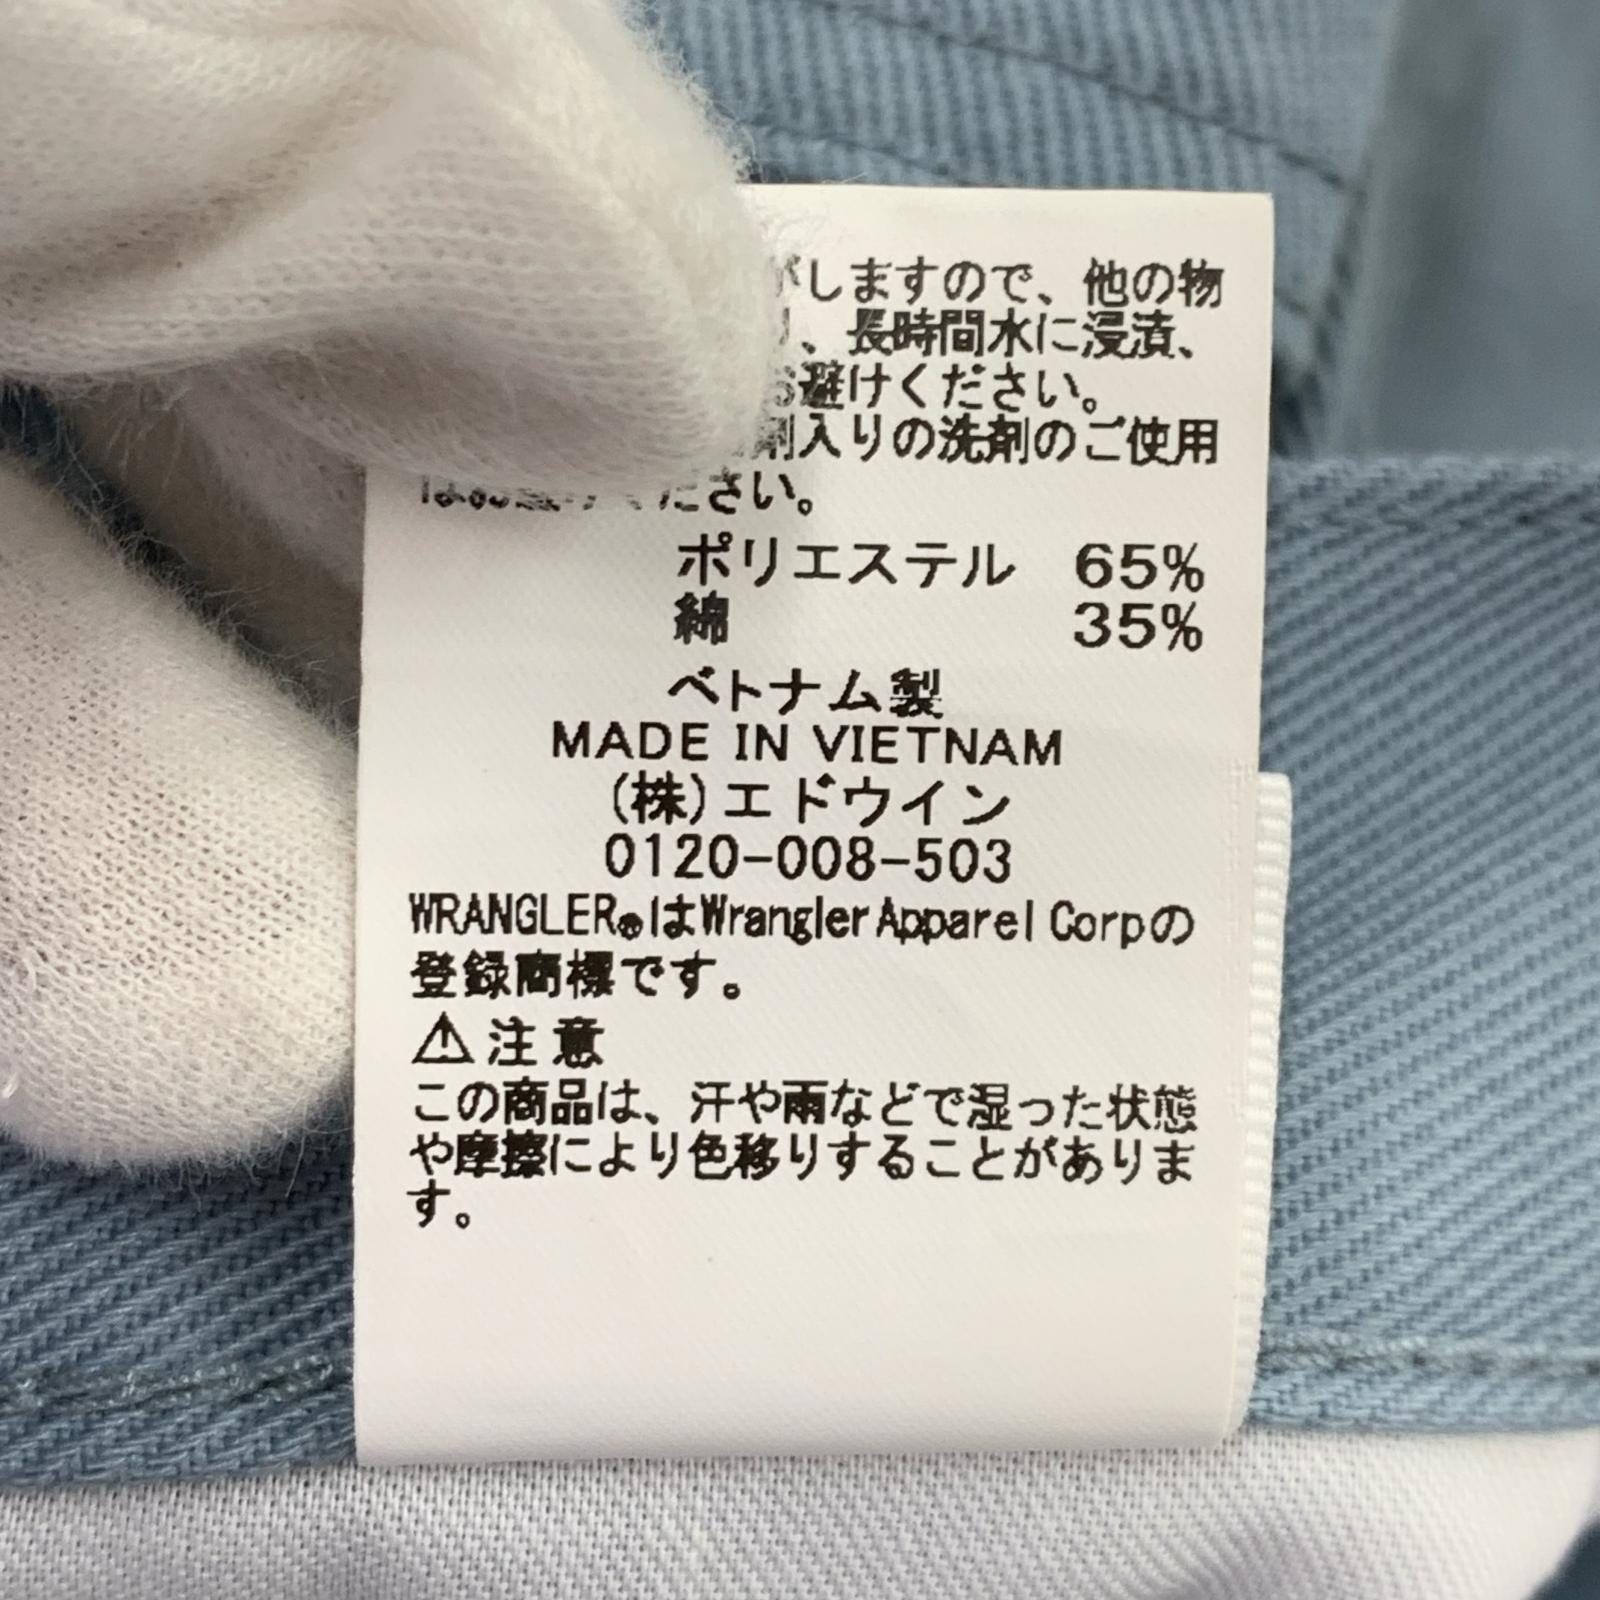 しますので、他の物
、長時間水に浸漬、
避けください。
剤入りの洗剤のご使用
ださい。
ポリエステル 65%
綿 35%
ベトナム製
MADE IN VIETNAM
(株)エドウイン
0120-008-503
WRANGLER®はWrangler Apparel Corpの
登録商標です。
⚠注意
この商品は、汗や雨などで湿った状態
や摩擦により色移りすることがありま
す。